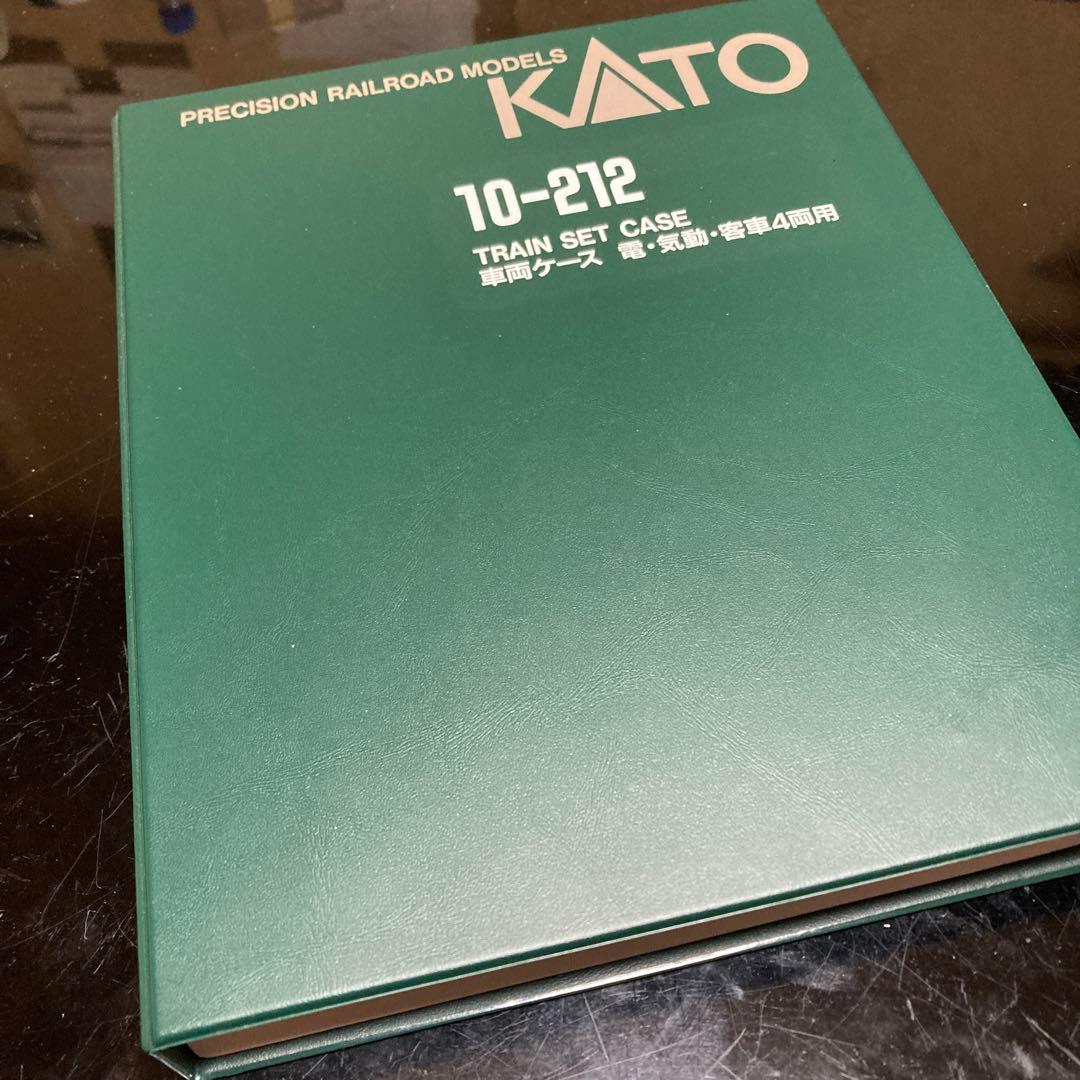 PRECISION RAILROAD MODELS KATO
10-212
TRAIN SET CASE
車両ケース 電・気動・客車4両用